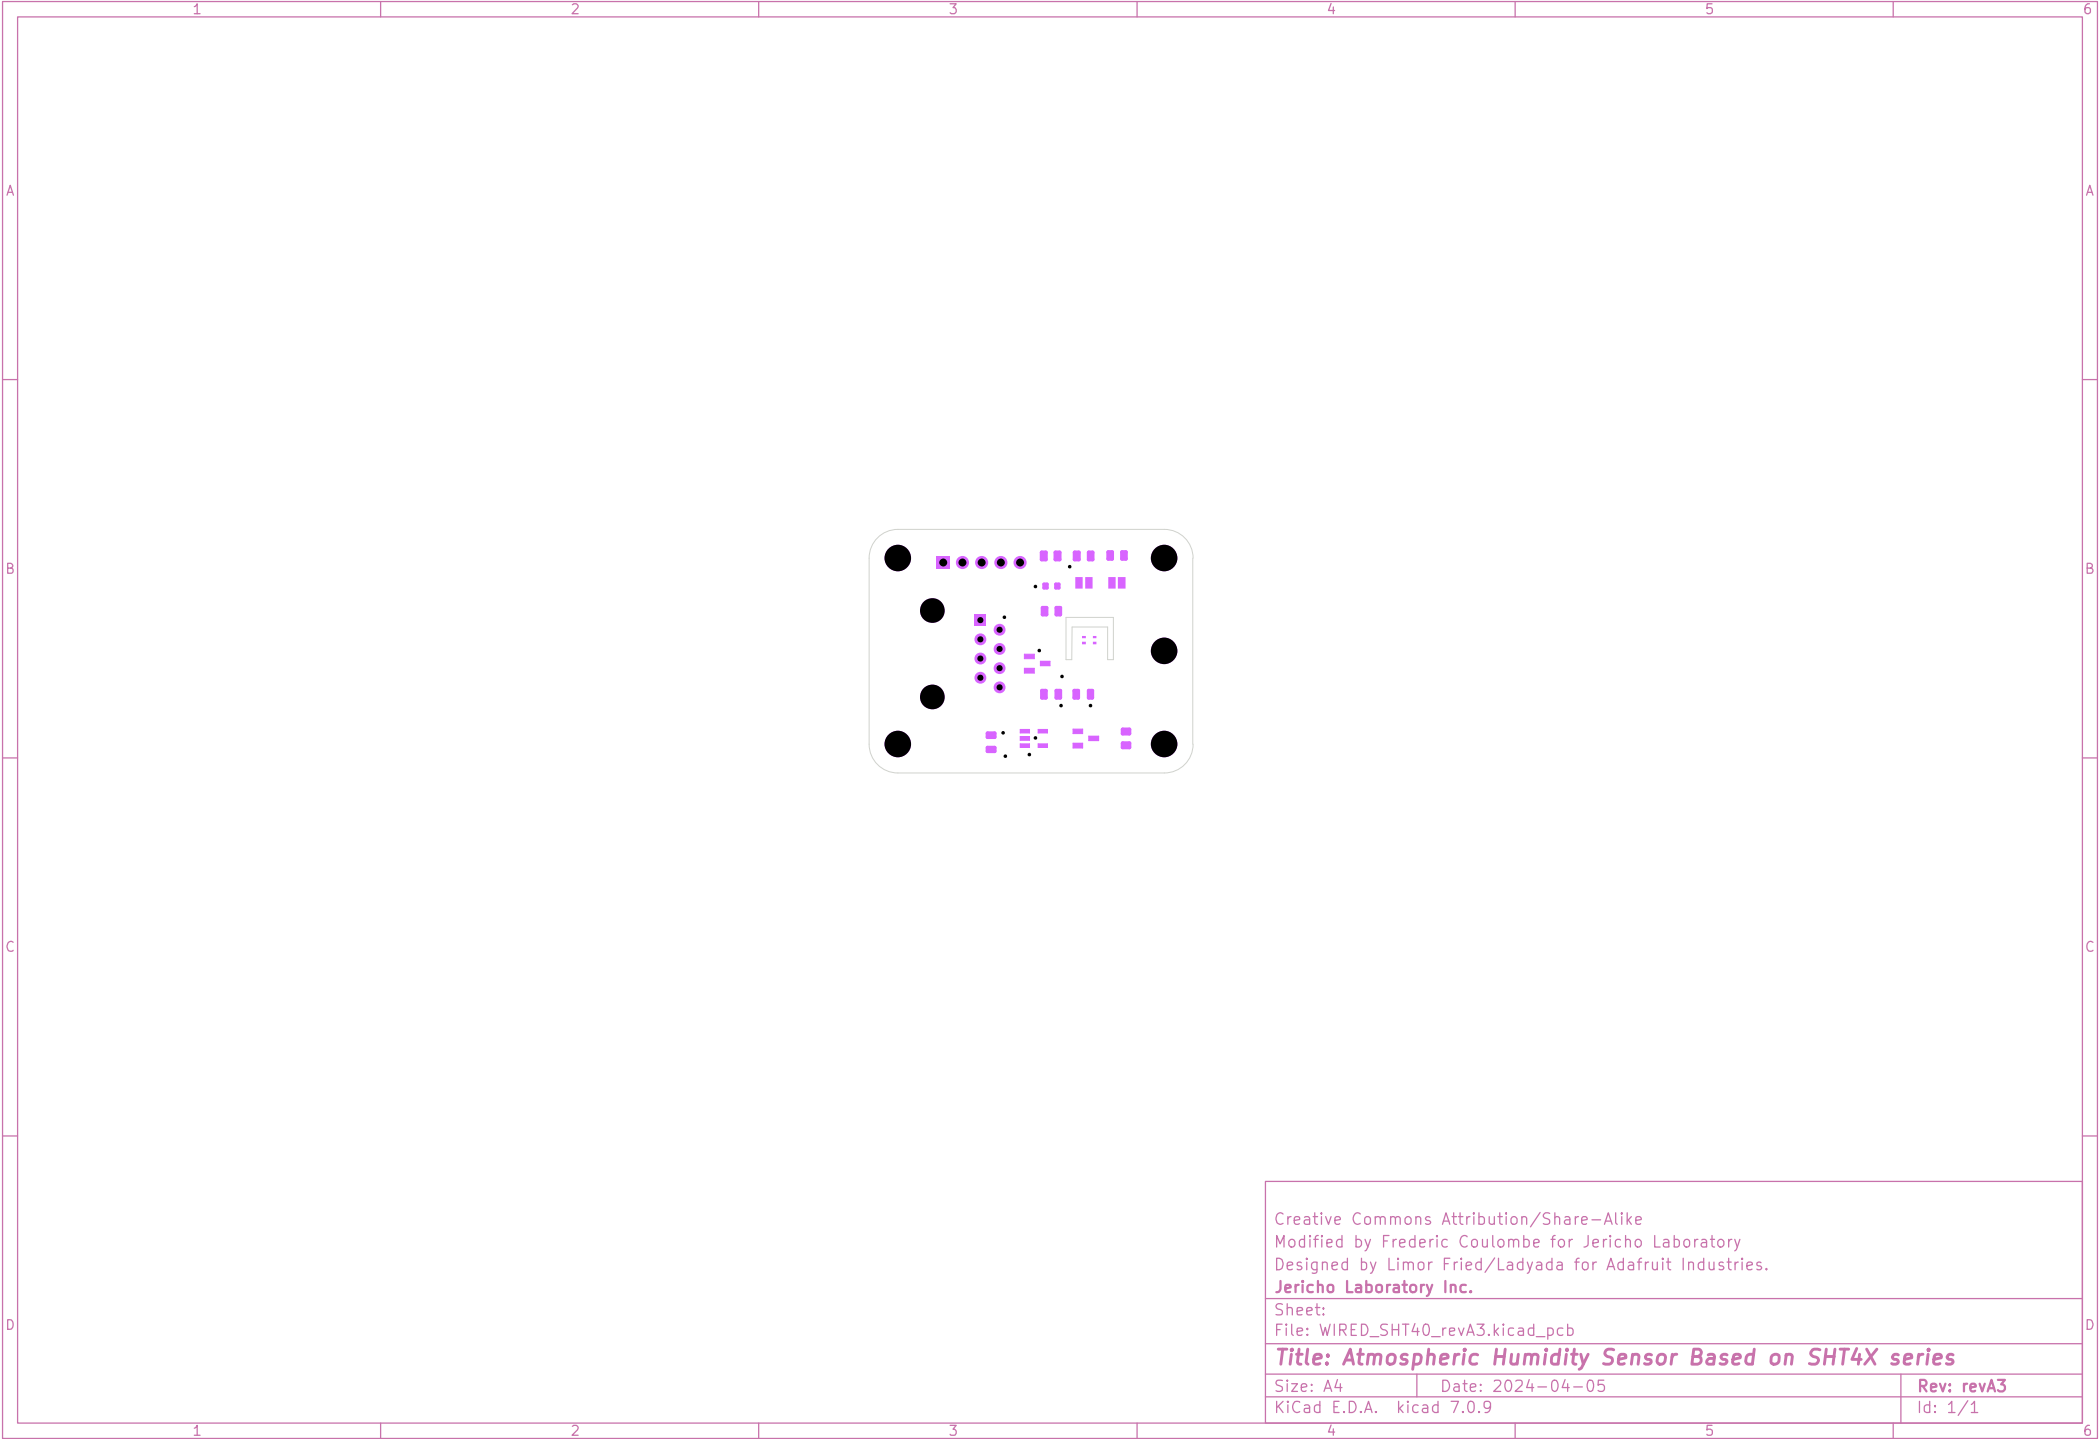 1 2 3 4 5 6
A A
B B
C C
Creative Commons Attribution/Share-Alike
Modified by Frederic Coulombe for Jericho Laboratory
Designed by Limor Fried/Ladyada for Adafruit Industries.
Jericho Laboratory Inc.
Sheet:
D D
File: WIRED_SHT40_revA3.kicad_pcb
Title: Atmospheric Humidity Sensor Based on SHT4X series
Size: A4 Date: 2024-04-05 Rev: revA3
KiCad E.D.A. kicad 7.0.9 Id: 1/1
1 2 3 4 5 6